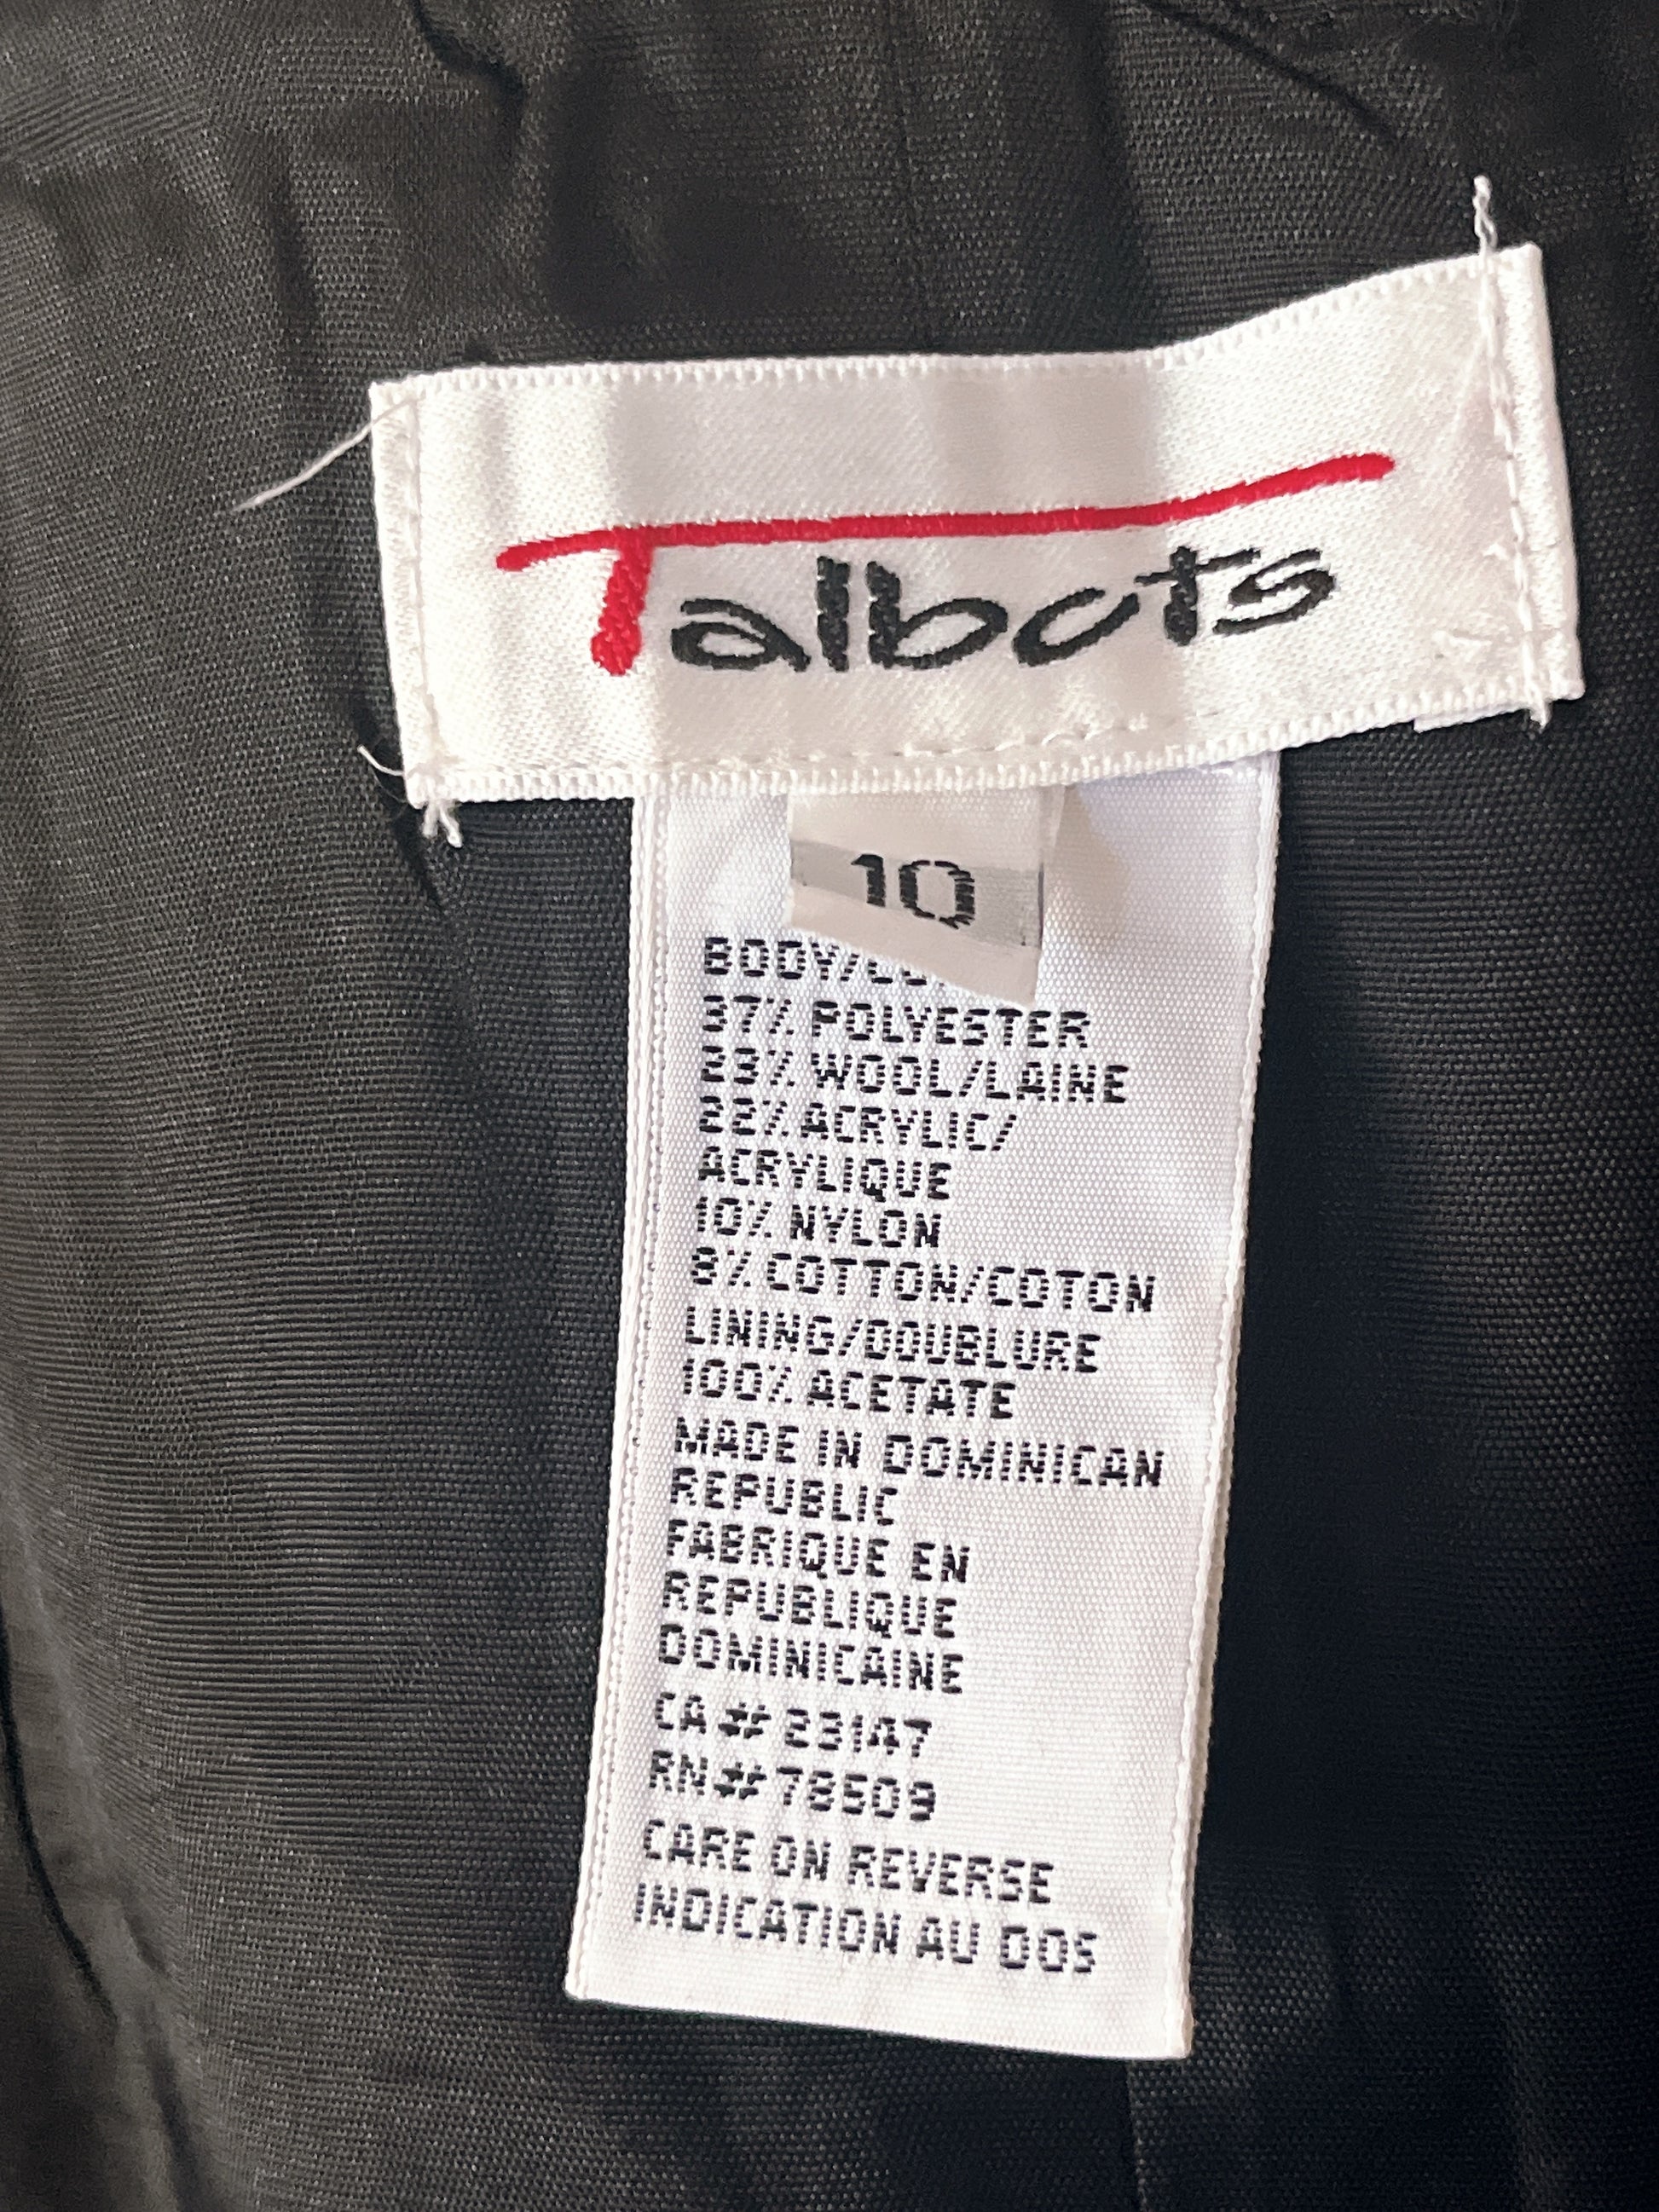 Talbots
10
BODY/
37% POLYESTER
23% WOOL/LAINE
22% ACRYLIC/
ACRYLIQUE
10% NYLON
8% COTTON/COTON
LINING/DOUBLURE
100% ACETATE
MADE IN DOMINICAN
REPUBLIC
FABRIQUE EN
REPUBLIQUE
DOMINICAINE
CA# 23147
RN# 78509
CARE ON REVERSE
INDICATION AU DOS